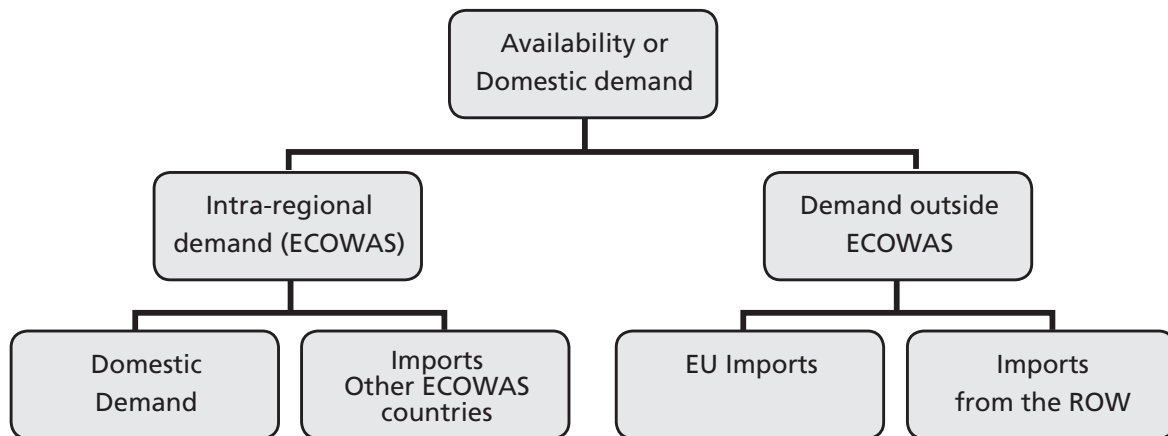 Availability or
Domestic demand
Intra-regional
demand (ECOWAS)
Demand outside
ECOWAS
Domestic
Demand
Imports
Other ECOWAS
countries
EU Imports
Imports
from the ROW